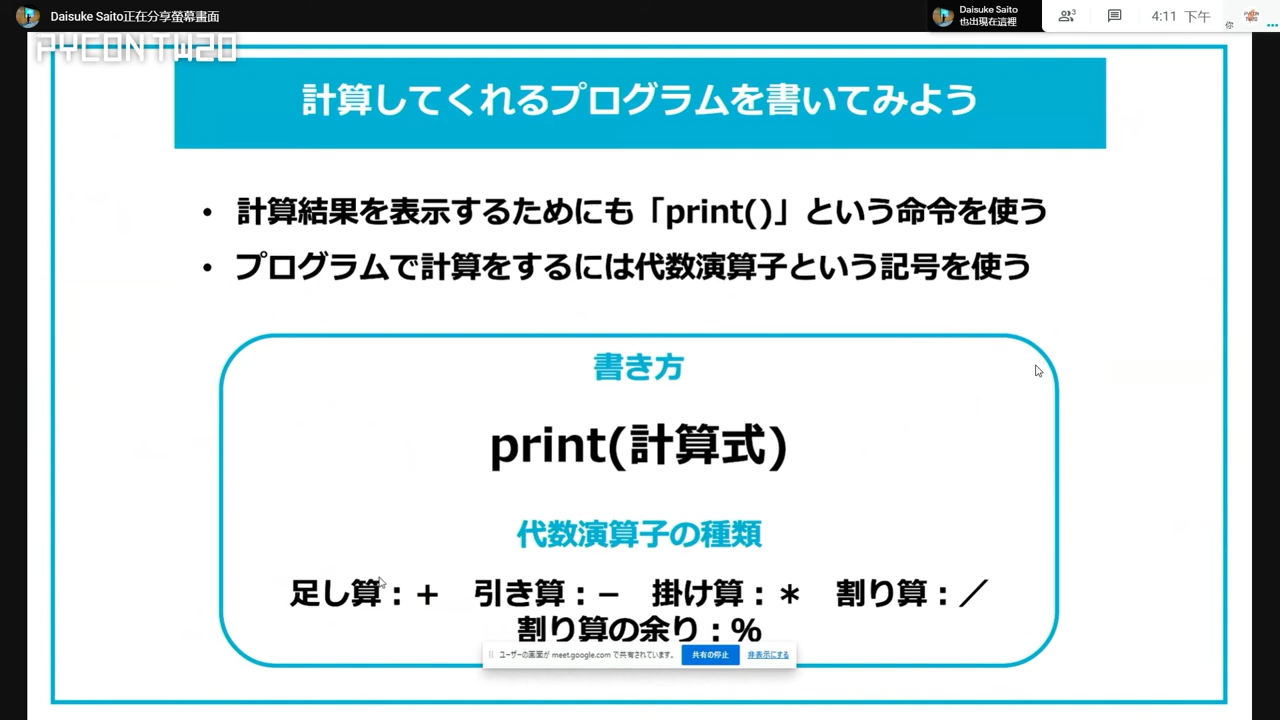 Daisuke Saito正在分享螢幕畫面
Daisuke Saito
也出現在這裡
3
4:11 下午
你
PYCON TW20
計算してくれるプログラムを書いてみよう
• 計算結果を表示するためにも「print()」という命令を使う
• プログラムで計算をするには代数演算子という記号を使う
書き方
print(計算式)
代数演算子の種類
足し算：＋ 引き算：－ 掛け算：＊ 割り算：／
割り算の余り：％
ユーザーの画面が meet.google.com で共有されています。 共有の停止 非表示にする